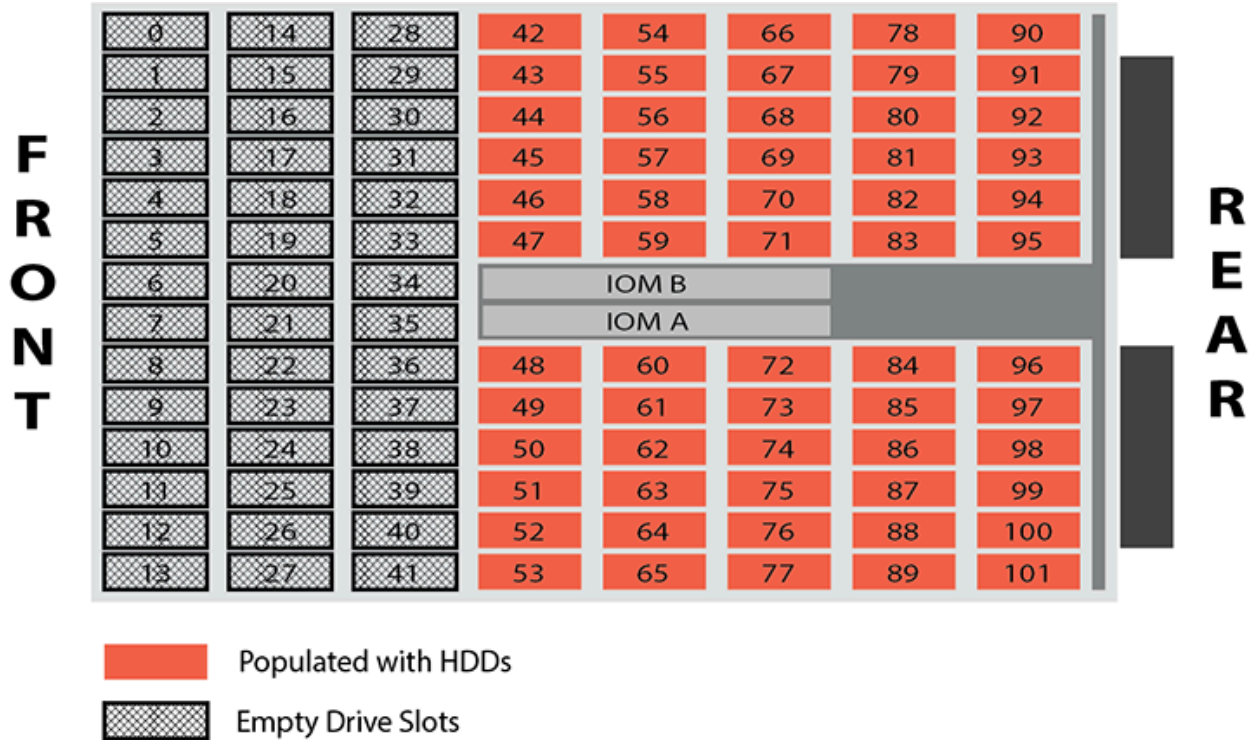 FRONT
0 14 28 42 54 66 78 90
1 15 29 43 55 67 79 91
2 16 30 44 56 68 80 92
3 17 31 45 57 69 81 93
4 18 32 46 58 70 82 94
5 19 33 47 59 71 83 95
6 20 34 IOM B
7 21 35 IOM A
8 22 36 48 60 72 84 96
9 23 37 49 61 73 85 97
10 24 38 50 62 74 86 98
11 25 39 51 63 75 87 99
12 26 40 52 64 76 88 100
13 27 41 53 65 77 89 101
REAR
Populated with HDDs
Empty Drive Slots